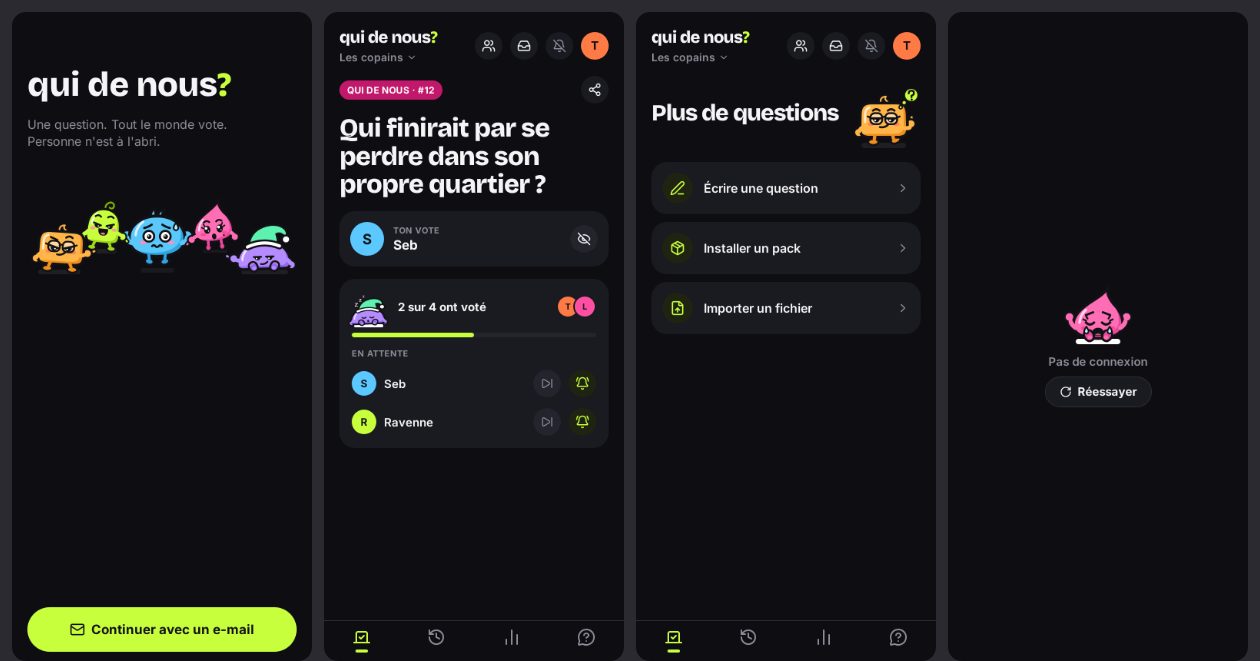 qui de nous?
Une question. Tout le monde vote.
Personne n'est à l'abri.
Continuer avec un e-mail
qui de nous?
Les copains
T
QUI DE NOUS · #12
Qui finirait par se
perdre dans son
propre quartier ?
S
TON VOTE
Seb
2 sur 4 ont voté
T
L
EN ATTENTE
S
Seb
R
Ravenne
qui de nous?
Les copains
T
Plus de questions
?
Écrire une question
Installer un pack
Importer un fichier
Pas de connexion
Réessayer